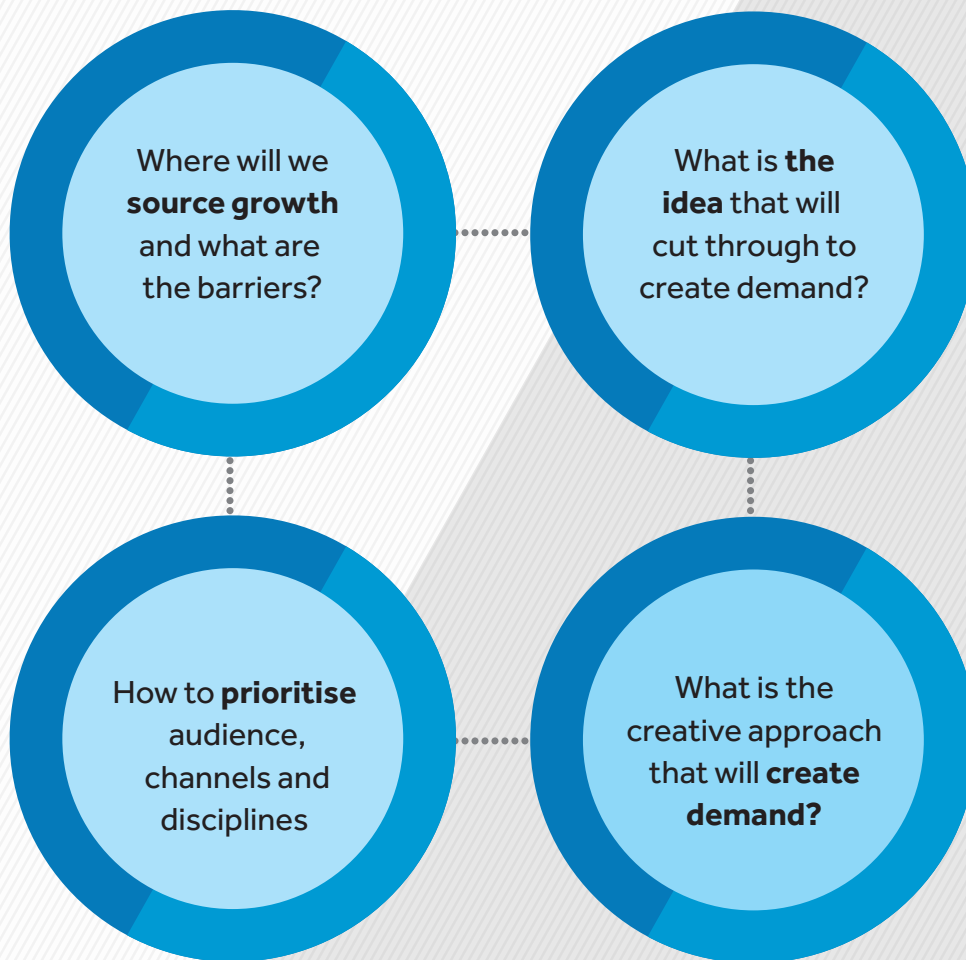 Where will we
source growth
and what are
the barriers?
What is the
idea that will
cut through to
create demand?
How to prioritise
audience,
channels and
disciplines
What is the
creative approach
that will create
demand?